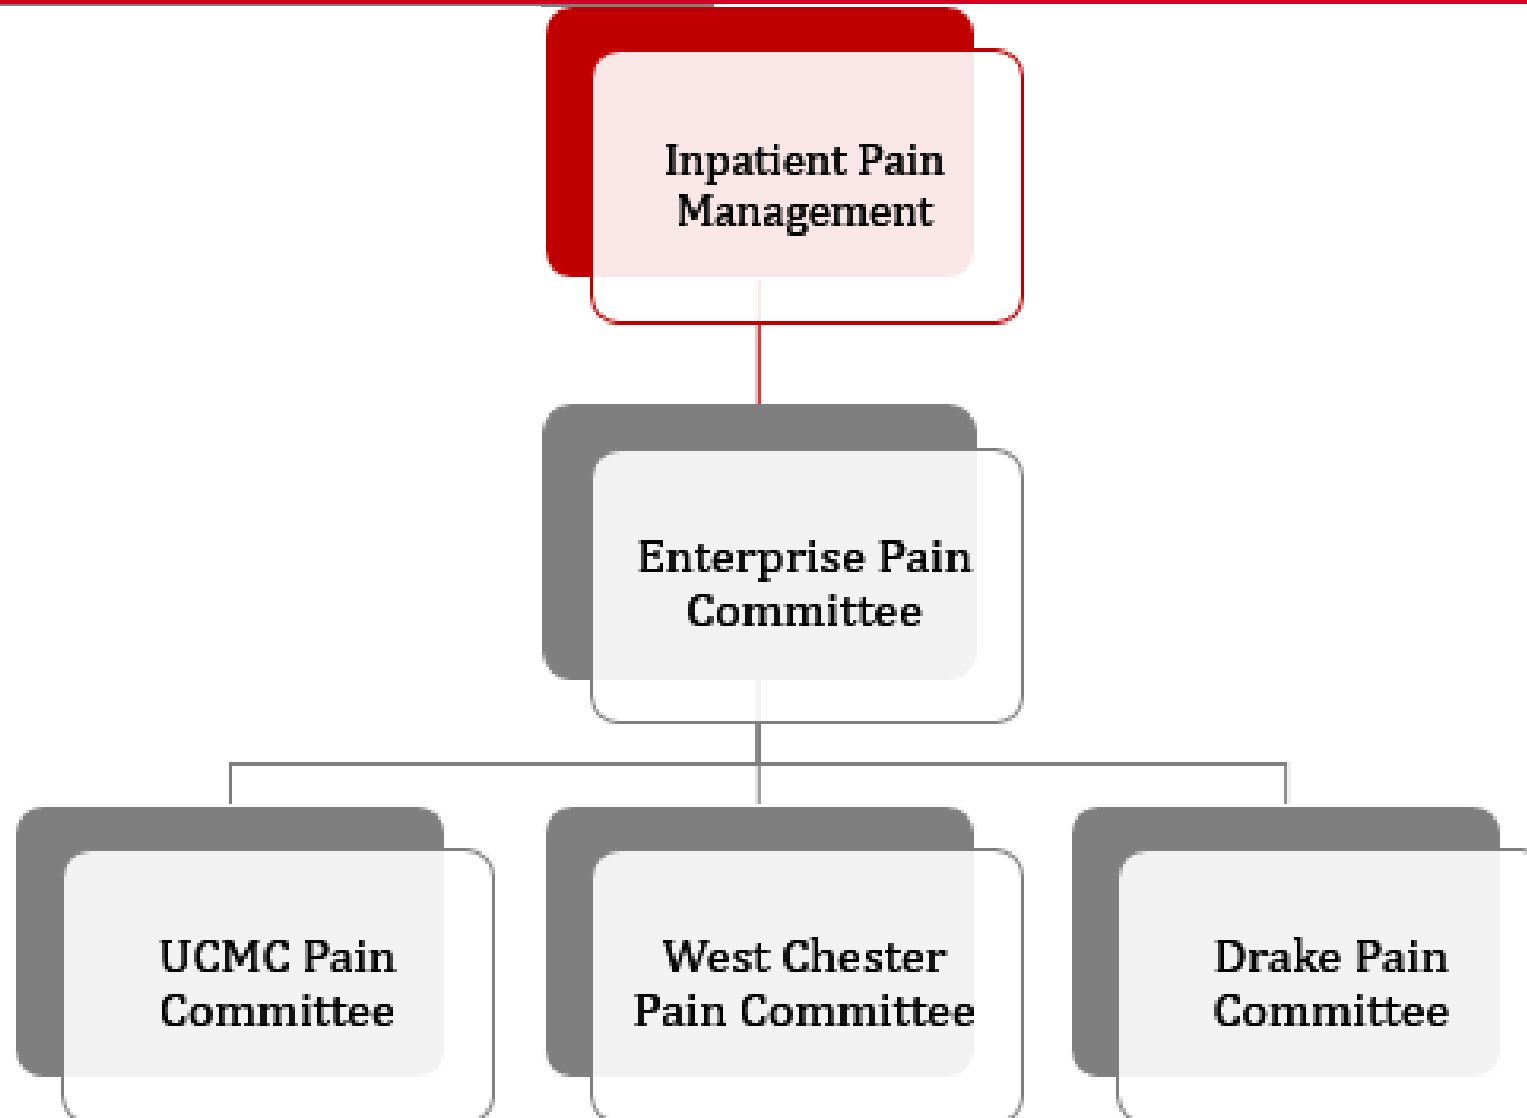 Inpatient Pain
Management
Enterprise Pain
Committee
UCMC Pain
Committee
West Chester
Pain Committee
Drake Pain
Committee